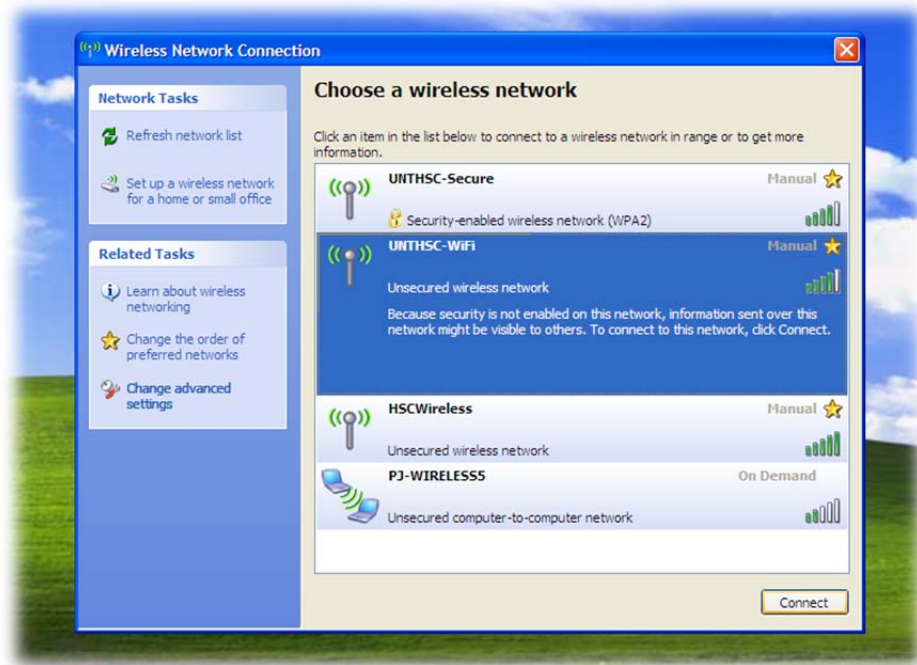 Wireless Network Connection
Network Tasks
Refresh network list
Set up a wireless network
for a home or small office
Related Tasks
Learn about wireless
networking
Change the order of
preferred networks
Change advanced
settings
Choose a wireless network
Click an item in the list below to connect to a wireless network in range or to get more
information.
UNTHSC-Secure Manual
Security-enabled wireless network (WPA2)
UNTHSC-WiFi Manual
Unsecured wireless network
Because security is not enabled on this network, information sent over this
network might be visible to others. To connect to this network, click Connect.
HSCWireless Manual
Unsecured wireless network
PJ-WIRELESS5 On Demand
Unsecured computer-to-computer network
Connect